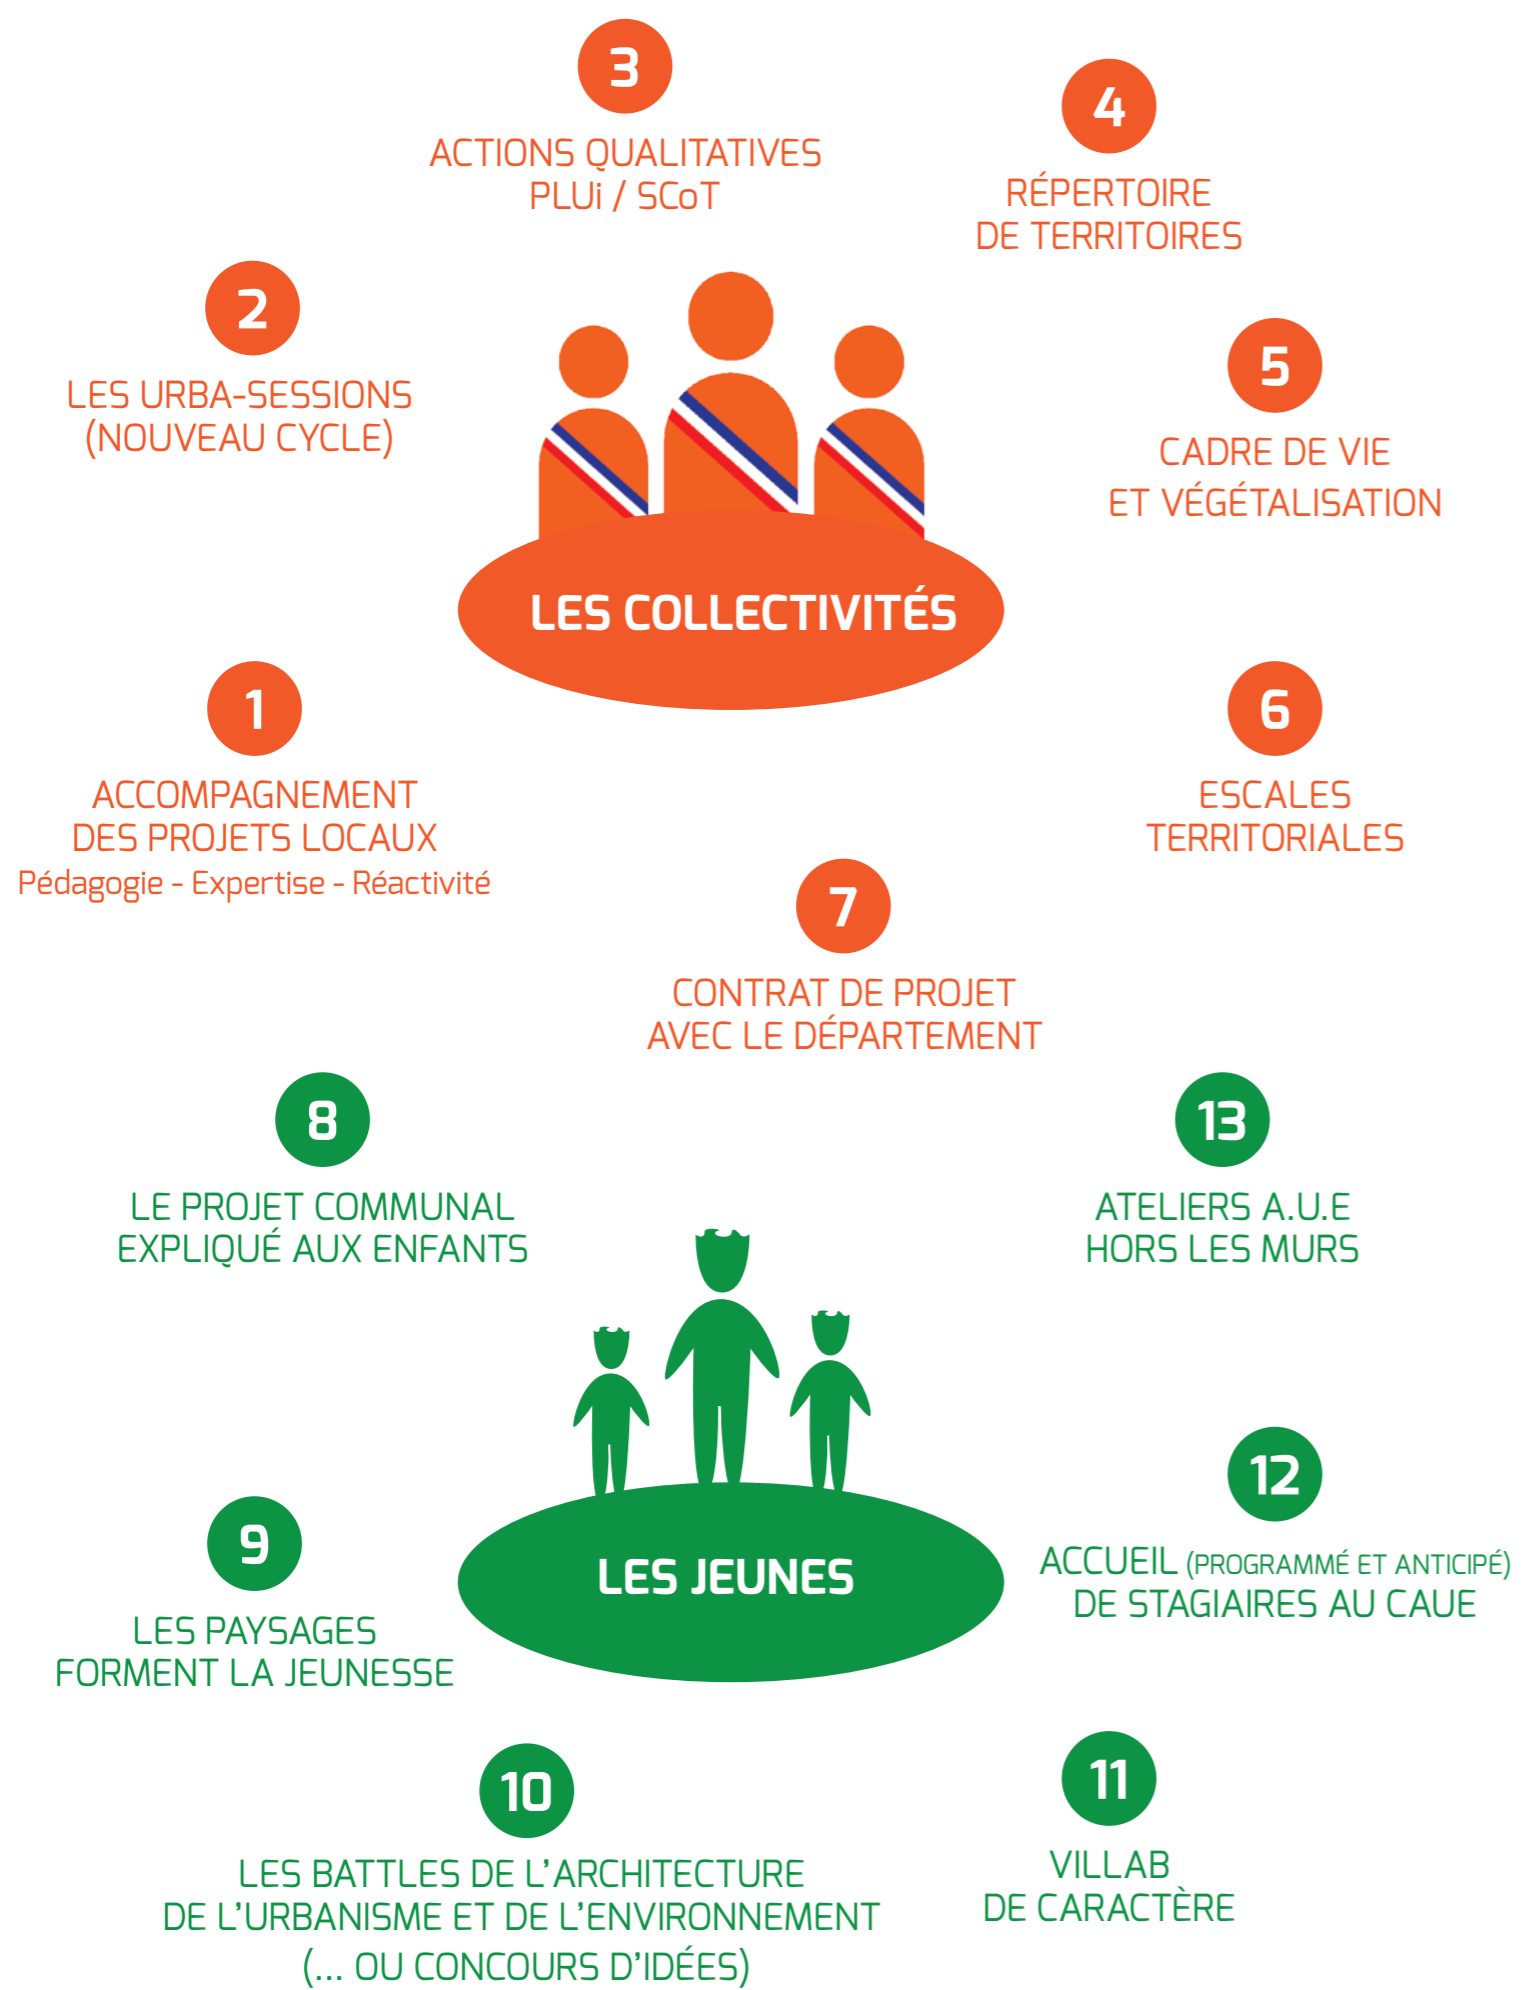 3
ACTIONS QUALITATIVES
PLUi / SCoT
4
RÉPERTOIRE
DE TERRITOIRES
2
LES URBA-SESSIONS
(NOUVEAU CYCLE)
5
CADRE DE VIE
ET VÉGÉTALISATION
LES COLLECTIVITÉS
1
ACCOMPAGNEMENT
DES PROJETS LOCAUX
Pédagogie - Expertise - Réactivité
6
ESCALES
TERRITORIALES
7
CONTRAT DE PROJET
AVEC LE DÉPARTEMENT
8
LE PROJET COMMUNAL
EXPLIQUÉ AUX ENFANTS
13
ATELIERS A.U.E
HORS LES MURS
LES JEUNES
9
LES PAYSAGES
FORMENT LA JEUNESSE
12
ACCUEIL (PROGRAMMÉ ET ANTICIPÉ)
DE STAGIAIRES AU CAUE
10
LES BATTLES DE L'ARCHITECTURE
DE L'URBANISME ET DE L'ENVIRONNEMENT
(... OU CONCOURS D'IDÉES)
11
VILLAB
DE CARACTÈRE